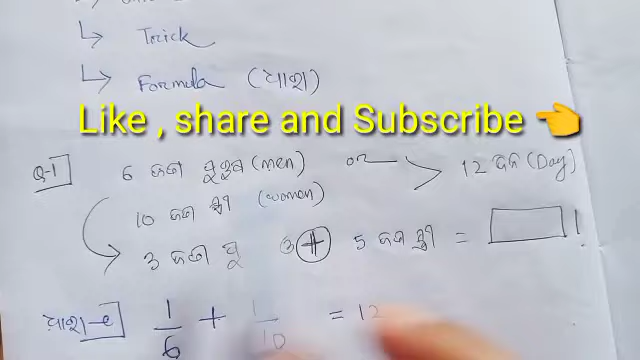 ↳ Trick
↳ Formula
Like , share and Subscribe 👈
Q-1] 6 ଜଣ ପୁରୁଷ (men) or 12 ଦିନ (Day)
10 ଜଣ ସ୍ତ୍ରୀ (women)
3 ଜଣ ପୁ + 5 ଜଣ ସ୍ତ୍ରୀ = !
1/6 + 1/10 = 12